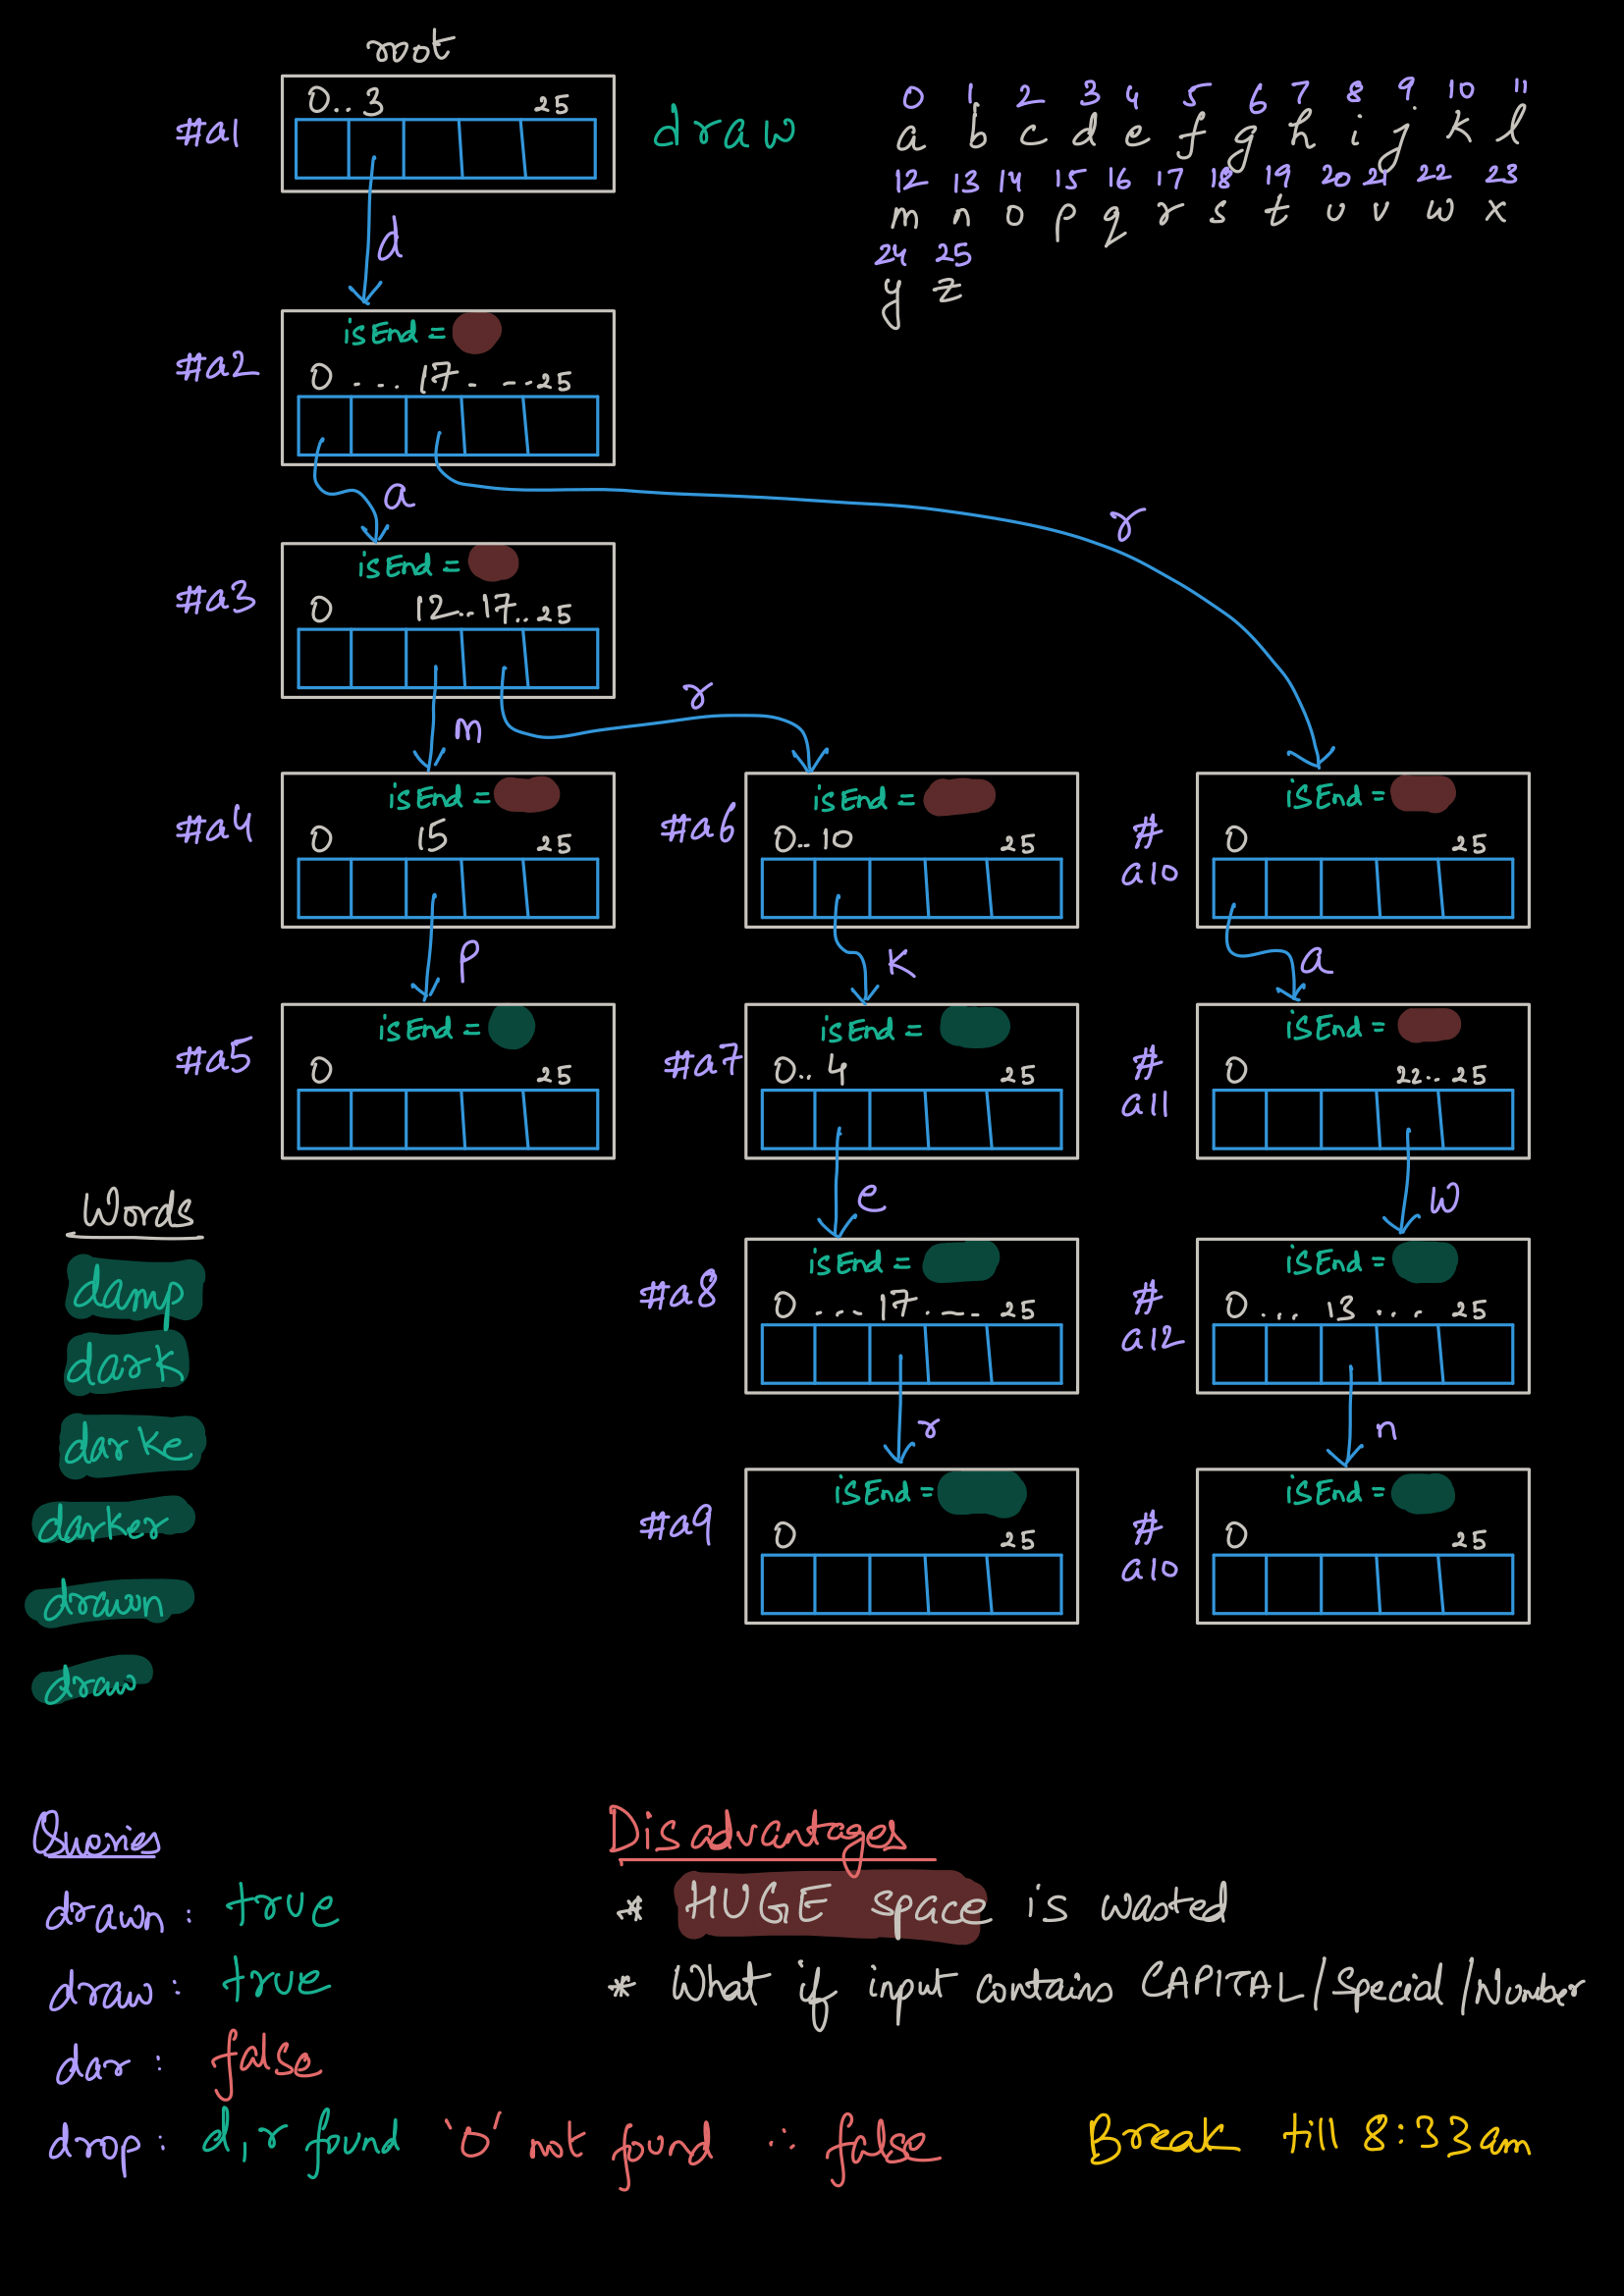 root
0..3 25
#a1
draw
0 1 2 3 4 5 6 7 8 9 10 11
a b c d e f g h i j k l
12 13 14 15 16 17 18 19 20 21 22 23
m n o p q r s t u v w x
24 25
y z
d
isEnd =
#a2
0 ... 17 . -- 25
a
r
isEnd =
#a3
0 12..17..25
m
r
isEnd =
#a4
0 15 25
p
isEnd =
#a5
0 25
isEnd =
#a6
0..10 25
k
isEnd =
#a7
0..4 25
e
isEnd =
#a8
0 ... 17 .-.- 25
r
isEnd =
#a9
0 25
isEnd =
#
a10
0 25
a
isEnd =
#
a11
0 22.. 25
w
isEnd =
#
a12
0 ... 13 ... 25
n
isEnd =
#
a10
0 25
Words
damp
dark
darke
darker
drawn
draw
Queries
drawn : true
draw : true
dar : false
drop : d, r found 'o' not found ∴ false
Disadvantages
* HUGE space is wasted
* What if input contains CAPITAL/Special/Number
Break till 8:33am